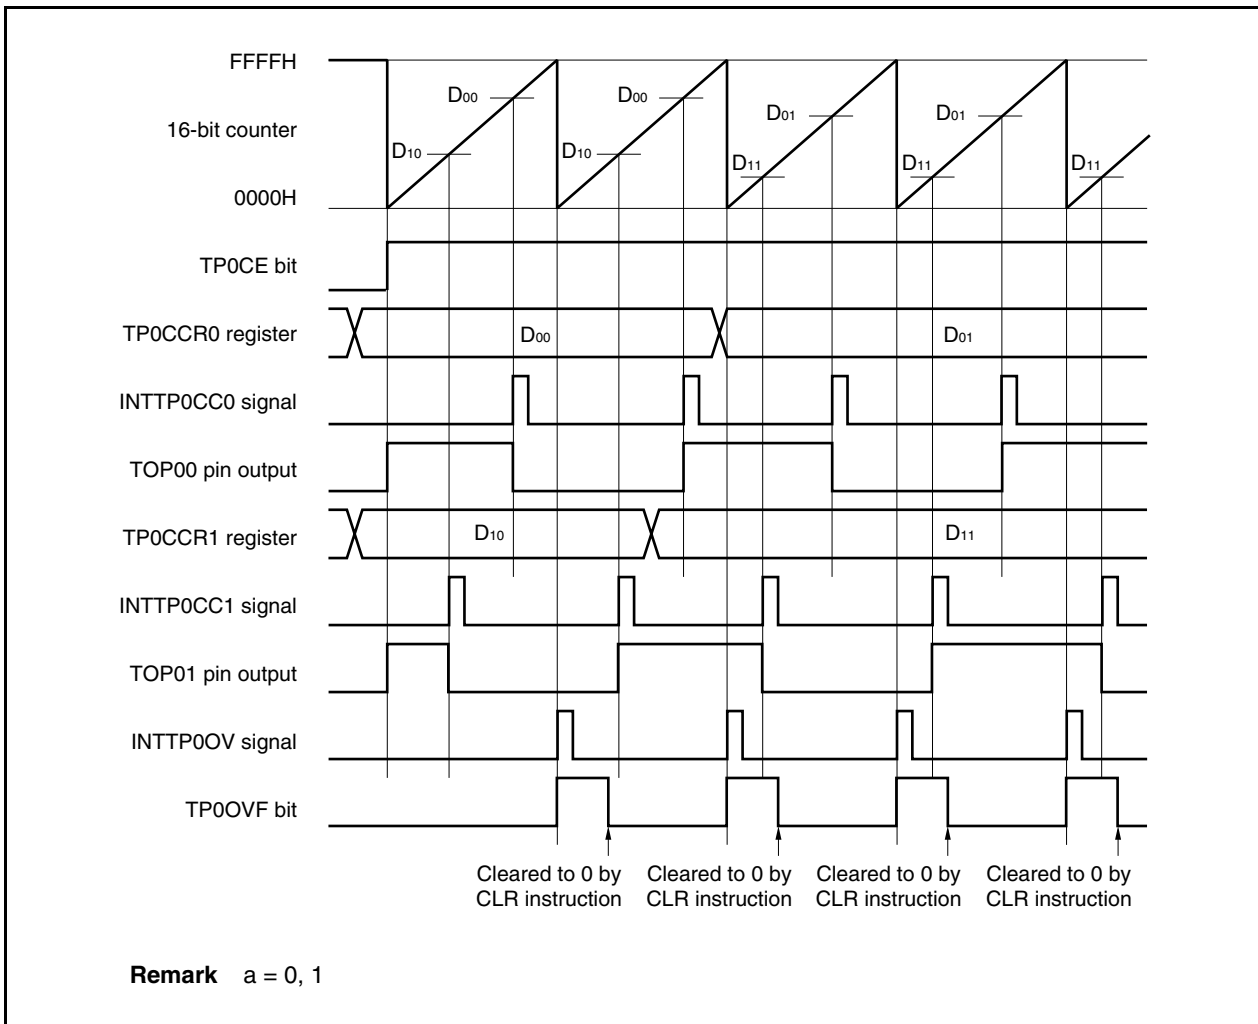 FFFFH
D00
D00
D01
D01
16-bit counter
D10
D10
D11
D11
D11
0000H
TP0CE bit
TP0CCR0 register
D00
D01
INTTP0CC0 signal
TOP00 pin output
TP0CCR1 register
D10
D11
INTTP0CC1 signal
TOP01 pin output
INTTP0OV signal
TP0OVF bit
Cleared to 0 by
CLR instruction
Cleared to 0 by
CLR instruction
Cleared to 0 by
CLR instruction
Cleared to 0 by
CLR instruction
Remark a = 0, 1